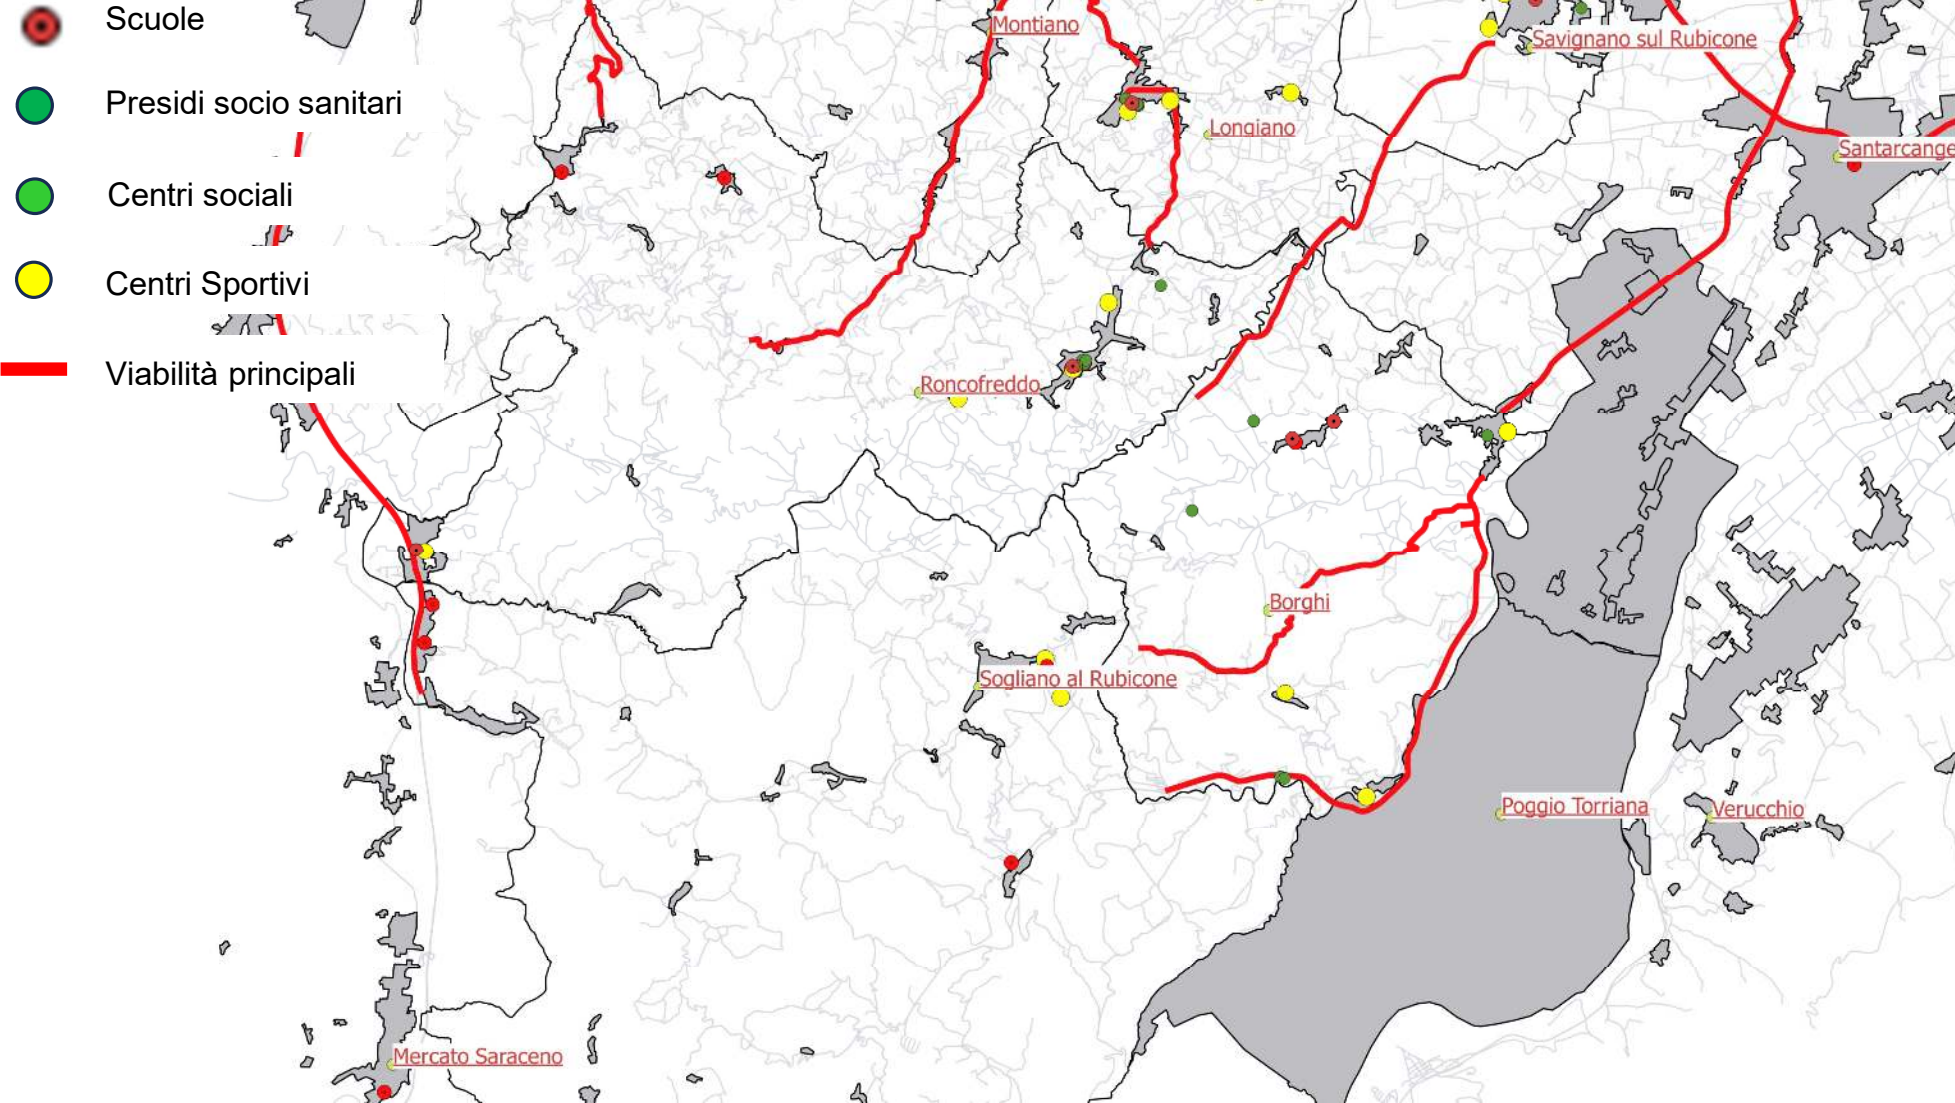 Scuole
Presidi socio sanitari
Centri sociali
Centri Sportivi
Viabilità principali
Montiano
Savignano sul Rubicone
Longiano
Santarcange
Roncofreddo
Borghi
Sogliano al Rubicone
Poggio Torriana
Verucchio
Mercato Saraceno